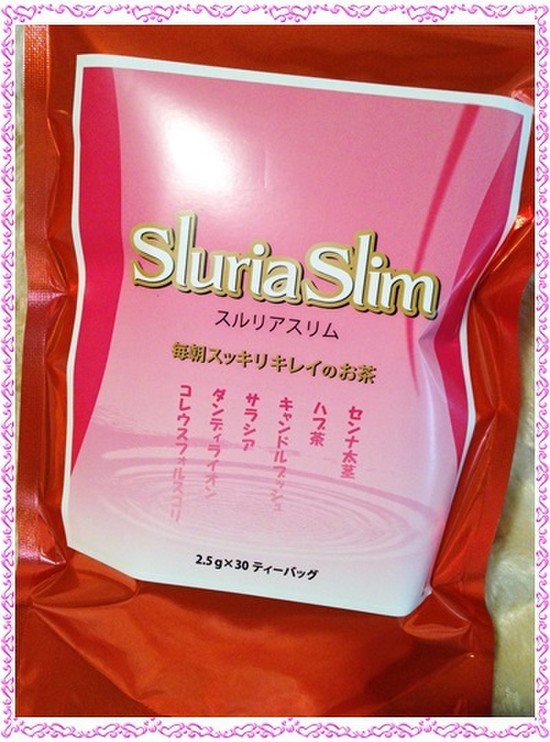 Sluria Slim
スルリアスリム
毎朝スッキリキレイのお茶
センナ太茎
ハブ茶
キャンドルブッシュ
サラシア
ダンディライオン
コレウスフォルスコリ
2.5g×30 ティーバッグ